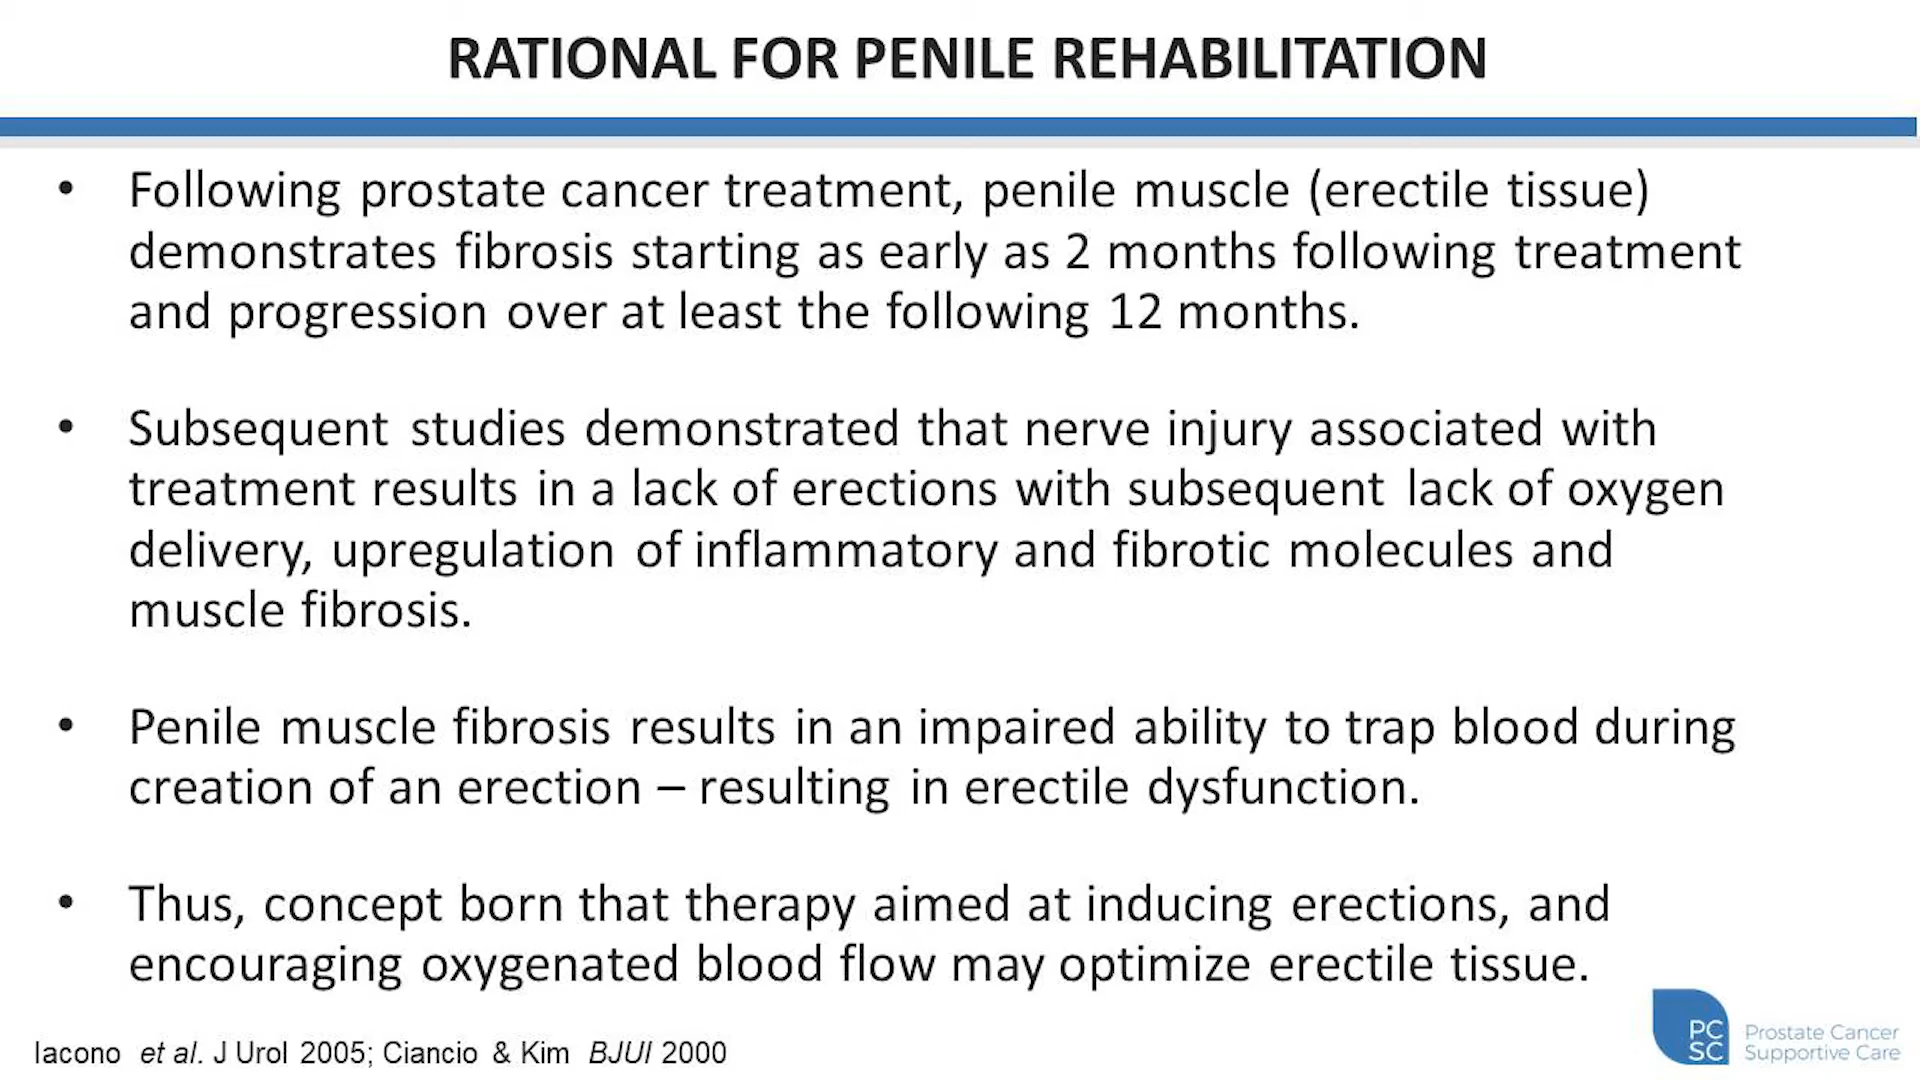 RATIONAL FOR PENILE REHABILITATION
• Following prostate cancer treatment, penile muscle (erectile tissue)
demonstrates fibrosis starting as early as 2 months following treatment
and progression over at least the following 12 months.
• Subsequent studies demonstrated that nerve injury associated with
treatment results in a lack of erections with subsequent lack of oxygen
delivery, upregulation of inflammatory and fibrotic molecules and
muscle fibrosis.
• Penile muscle fibrosis results in an impaired ability to trap blood during
creation of an erection – resulting in erectile dysfunction.
• Thus, concept born that therapy aimed at inducing erections, and
encouraging oxygenated blood flow may optimize erectile tissue.
Iacono et al. J Urol 2005; Ciancio & Kim BJUI 2000
PC
SC
Prostate Cancer
Supportive Care